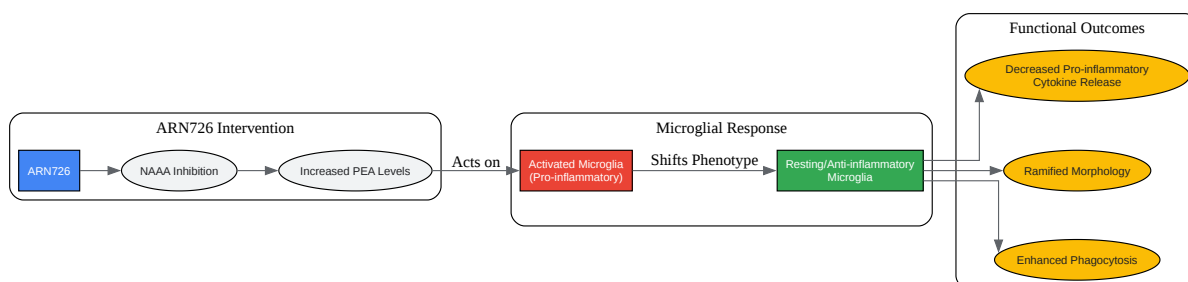 Functional Outcomes
Decreased Pro-inflammatory
Cytokine Release
ARN726 Intervention
Microglial Response
ARN726
NAAA Inhibition
Increased PEA Levels
Acts on
Activated Microglia
(Pro-inflammatory)
Shifts Phenotype
Resting/Anti-inflammatory
Microglia
Ramified Morphology
Enhanced Phagocytosis